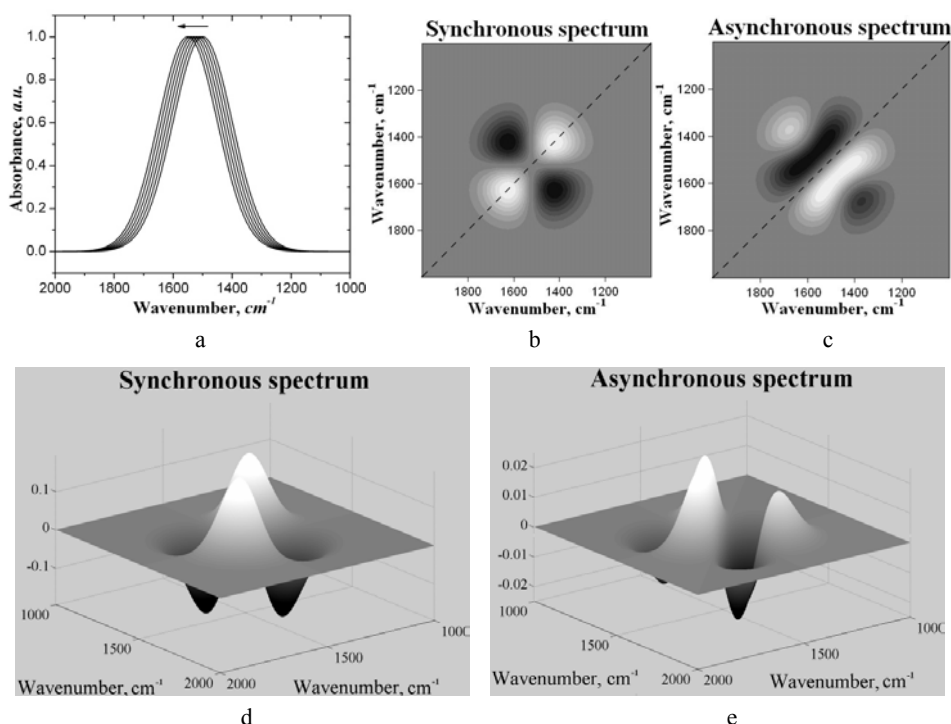 1.0
0.8
0.6
0.4
0.2
0.0
Absorbance, a.u.
2000 1800 1600 1400 1200 1000
Wavenumber, cm-1
a
Synchronous spectrum
Wavenumber, cm-1
1200
1400
1600
1800
1800 1600 1400 1200
Wavenumber, cm-1
b
Asynchronous spectrum
Wavenumber, cm-1
1200
1400
1600
1800
1800 1600 1400 1200
Wavenumber, cm-1
c
Synchronous spectrum
0.1
0
-0.1
1000
1500
2000
Wavenumber, cm-1
2000
1500
1000
Wavenumber, cm-1
d
Asynchronous spectrum
0.02
0.01
0
-0.01
-0.02
1000
1500
2000
Wavenumber, cm-1
2000
1500
1000
Wavenumber, cm-1
e